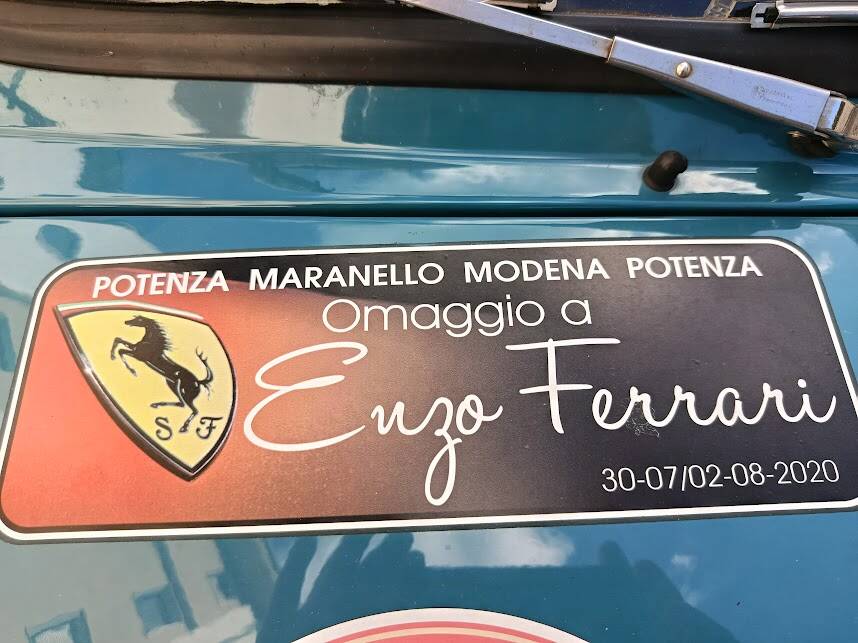 POTENZA MARANELLO MODENA POTENZA
Omaggio a
Enzo Ferrari
S F
30-07/02-08-2020